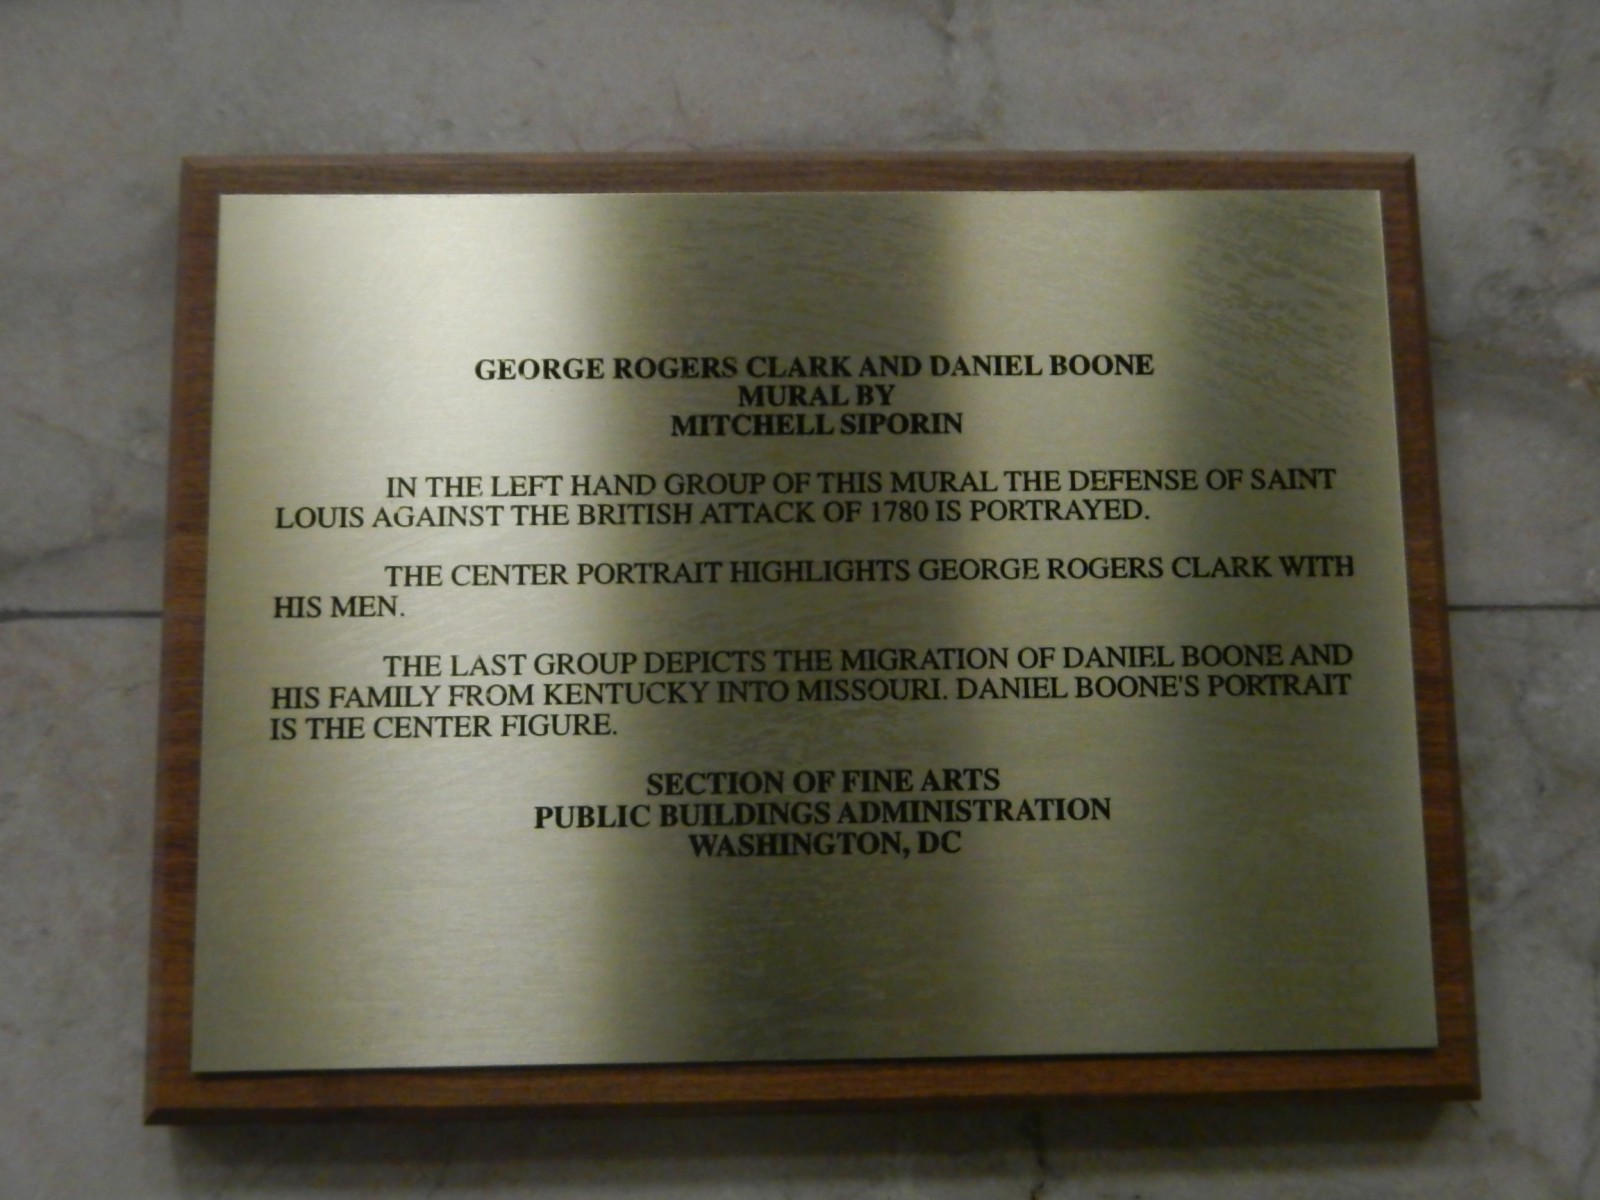 GEORGE ROGERS CLARK AND DANIEL BOONE
MURAL BY
MITCHELL SIPORIN
IN THE LEFT HAND GROUP OF THIS MURAL THE DEFENSE OF SAINT
LOUIS AGAINST THE BRITISH ATTACK OF 1780 IS PORTRAYED.
THE CENTER PORTRAIT HIGHLIGHTS GEORGE ROGERS CLARK WITH
HIS MEN.
THE LAST GROUP DEPICTS THE MIGRATION OF DANIEL BOONE AND
HIS FAMILY FROM KENTUCKY INTO MISSOURI. DANIEL BOONE'S PORTRAIT
IS THE CENTER FIGURE.
SECTION OF FINE ARTS
PUBLIC BUILDINGS ADMINISTRATION
WASHINGTON, DC